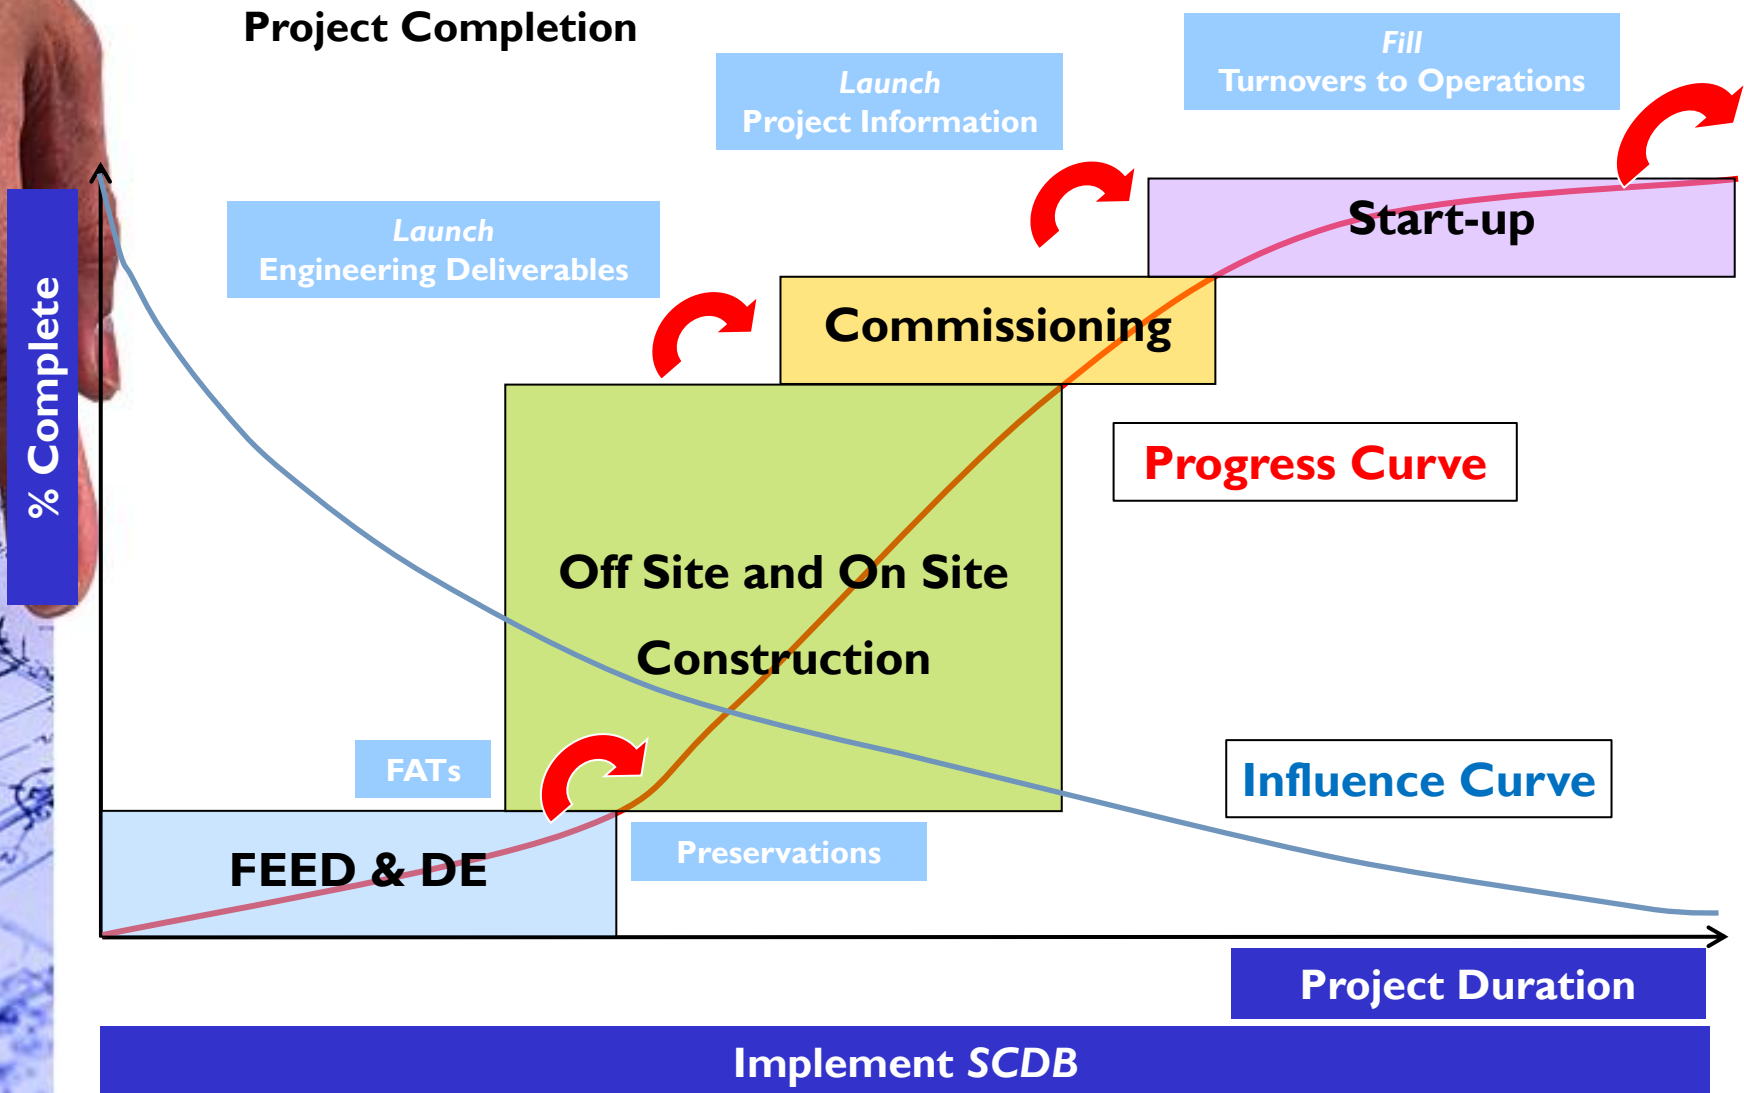 Project Completion
Fill
Turnovers to Operations
Launch
Project Information
Launch
Engineering Deliverables
Start-up
Commissioning
% Complete
Progress Curve
Off Site and On Site
Construction
FATs
Influence Curve
Preservations
FEED & DE
Project Duration
Implement SCDB